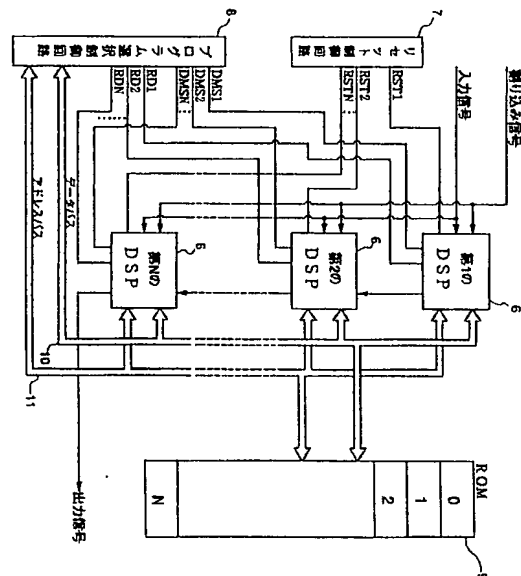 割り込み信号
入力信号
リセット制御回路
7
RST1
RST2
RSTN
プログラム選択制御回路
8
DMS1
DMS2
DMSN
RD1
RD2
RDN
データバス
アドレスバス
第1の
DSP
6
第2の
DSP
6
第Nの
DSP
6
10
11
ROM
0
1
2
N
9
出力信号